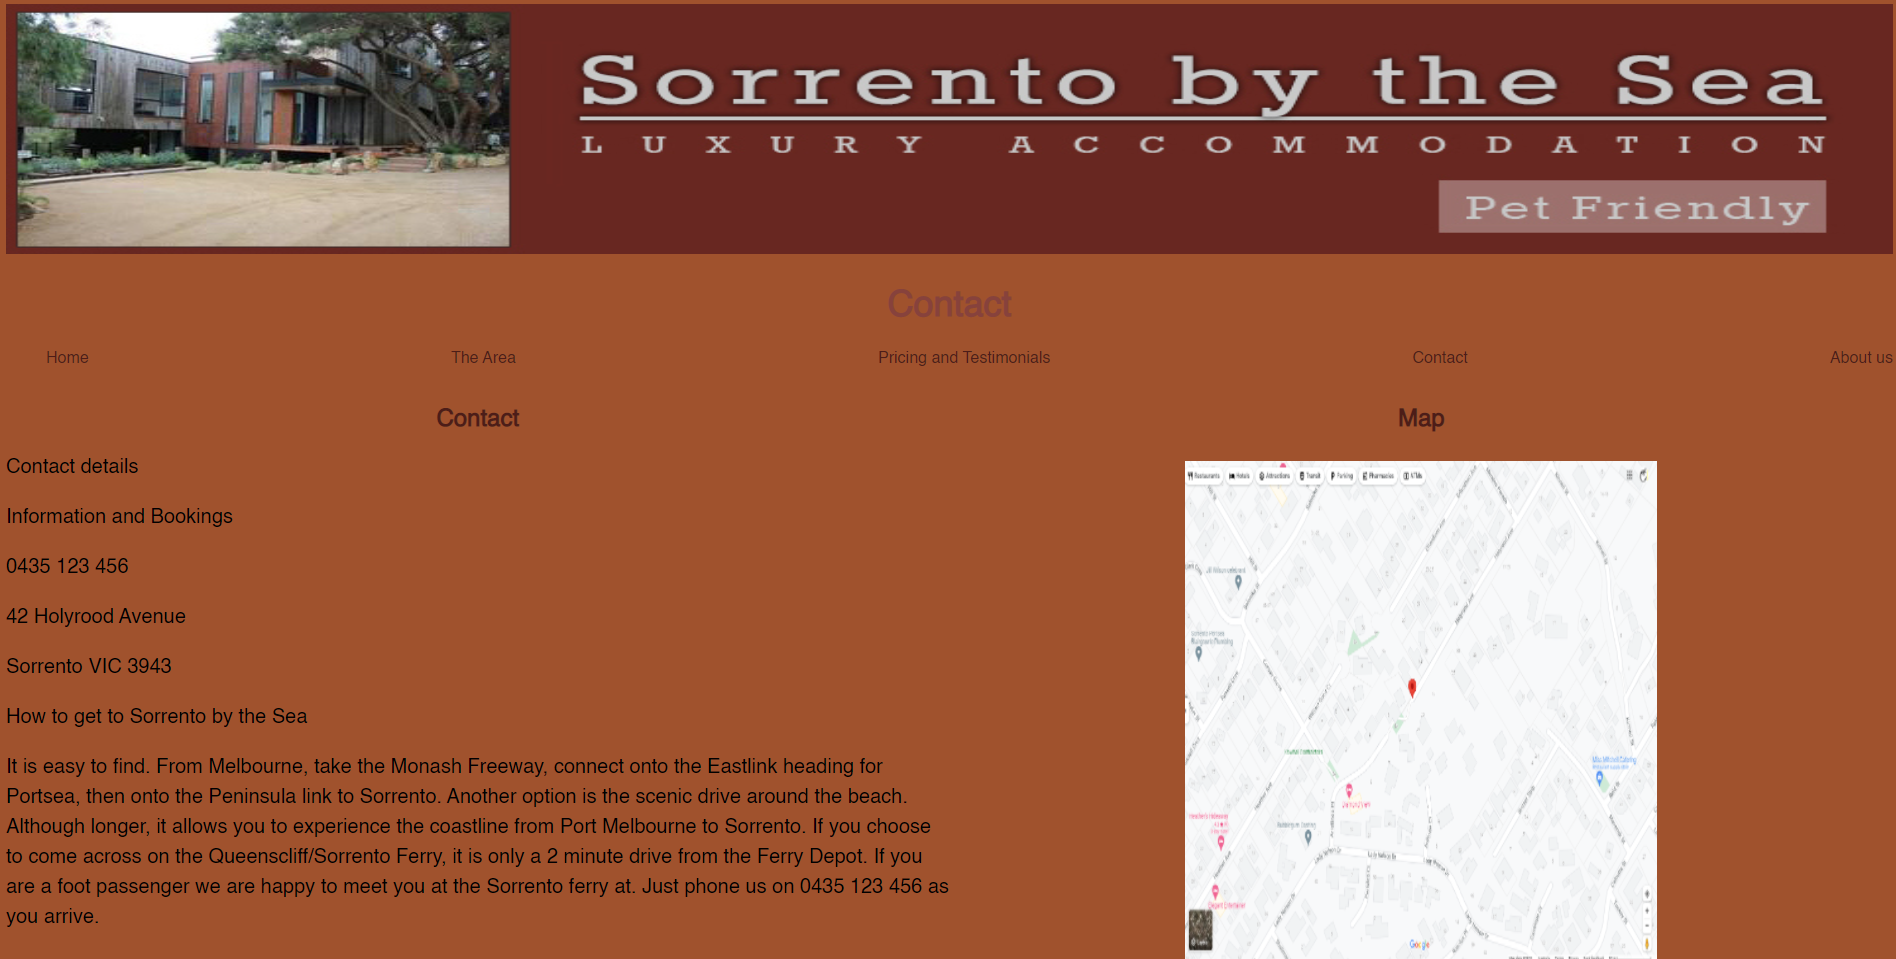 Sorrento by the Sea
LUXURY ACCOMMODATION
Pet Friendly
Contact
Home
The Area
Pricing and Testimonials
Contact
About us
Contact
Contact details
Information and Bookings
0435 123 456
42 Holyrood Avenue
Sorrento VIC 3943
How to get to Sorrento by the Sea
It is easy to find. From Melbourne, take the Monash Freeway, connect onto the Eastlink heading for
Portsea, then onto the Peninsula link to Sorrento. Another option is the scenic drive around the beach.
Although longer, it allows you to experience the coastline from Port Melbourne to Sorrento. If you choose
to come across on the Queenscliff/Sorrento Ferry, it is only a 2 minute drive from the Ferry Depot. If you
are a foot passenger we are happy to meet you at the Sorrento ferry at. Just phone us on 0435 123 456 as
you arrive.
Map
Restaurants
Hotels
Attractions
Transit
Parking
Pharmacies
ATMs
Google